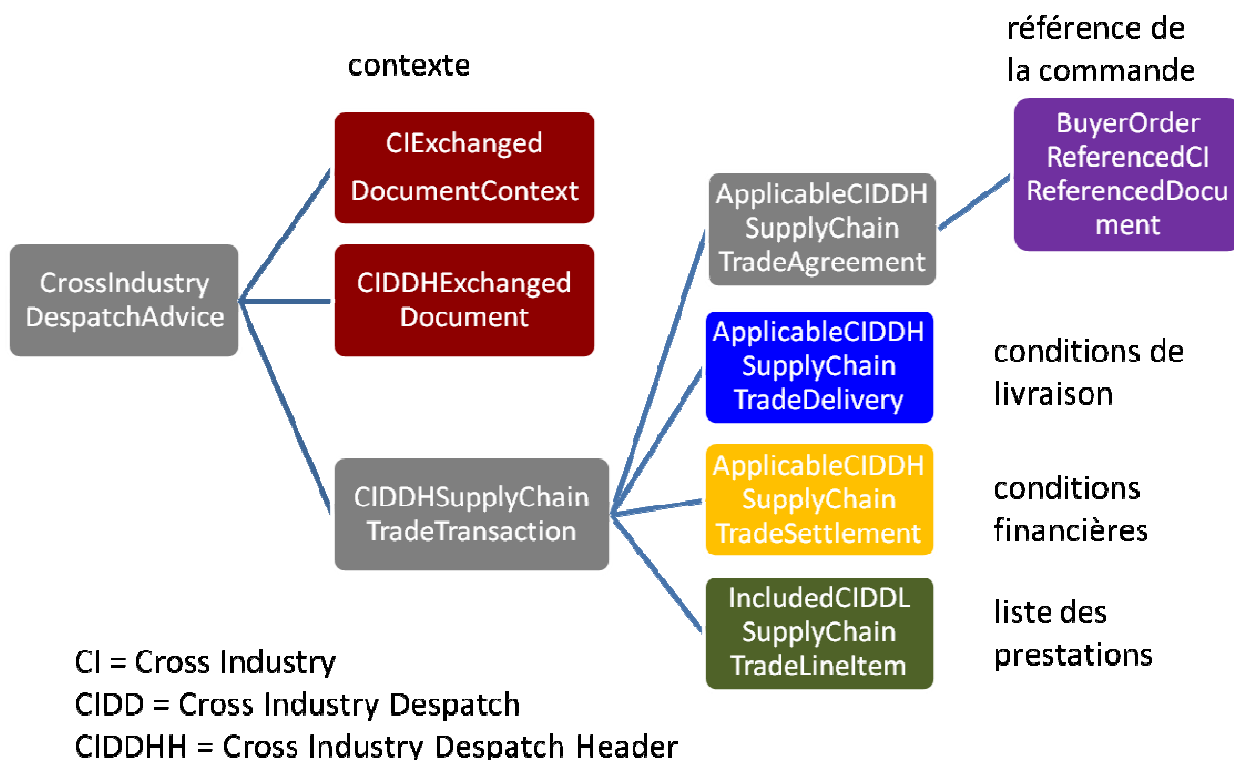 référence de
la commande
contexte
CIExchanged
DocumentContext
BuyerOrder
ReferencedCI
ReferencedDocu
ment
ApplicableCIDDH
SupplyChain
TradeAgreement
CrossIndustry
DespatchAdvice
CIDDHExchanged
Document
ApplicableCIDDH
SupplyChain
TradeDelivery
conditions de
livraison
CIDDHSupplyChain
TradeTransaction
ApplicableCIDDH
SupplyChain
TradeSettlement
conditions
financières
IncludedCIDDL
SupplyChain
TradeLineItem
liste des
prestations
CI = Cross Industry
CIDD = Cross Industry Despatch
CIDDHH = Cross Industry Despatch Header